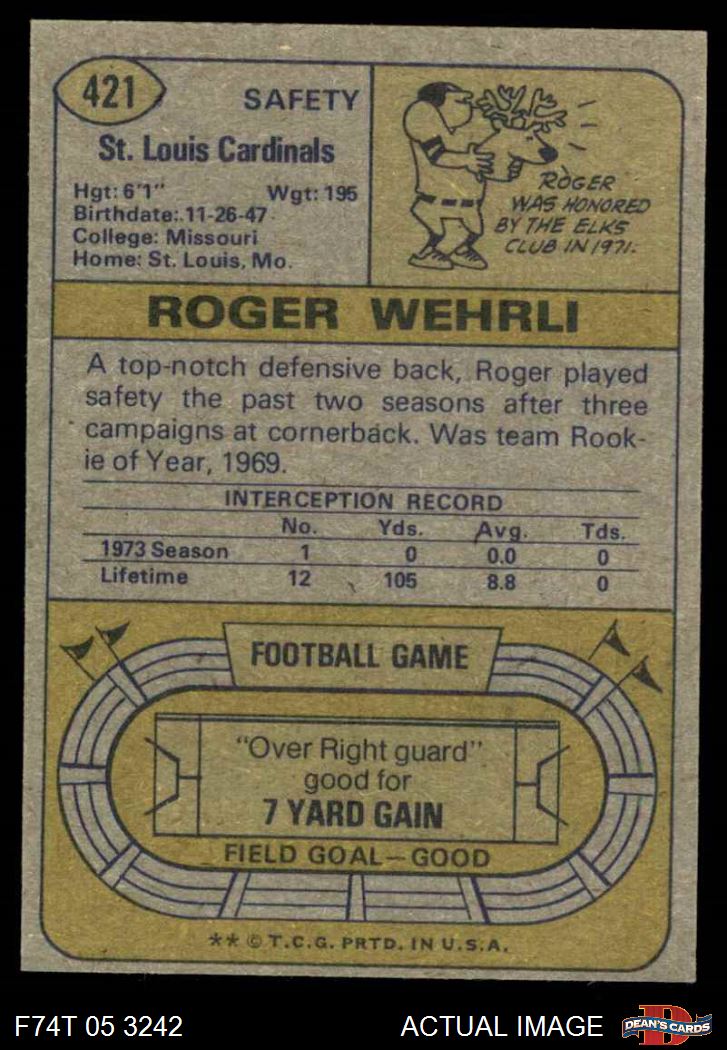 421
SAFETY
St. Louis Cardinals
Hgt: 6'1" Wgt: 195
Birthdate: 11-26-47
College: Missouri
Home: St. Louis, Mo.
ROGER
WAS HONORED
BY THE ELKS
CLUB IN 1971.
ROGER WEHRLI
A top-notch defensive back, Roger played
safety the past two seasons after three
campaigns at cornerback. Was team Rook-
ie of Year, 1969.
INTERCEPTION RECORD
No. Yds. Avg. Tds.
1973 Season 1 0 0.0 0
Lifetime 12 105 8.8 0
FOOTBALL GAME
"Over Right guard"
good for
7 YARD GAIN
FIELD GOAL—GOOD
** © T.C.G. PRTD. IN U.S.A.
F74T 05 3242 ACTUAL IMAGE
D
DEAN'S CARDS